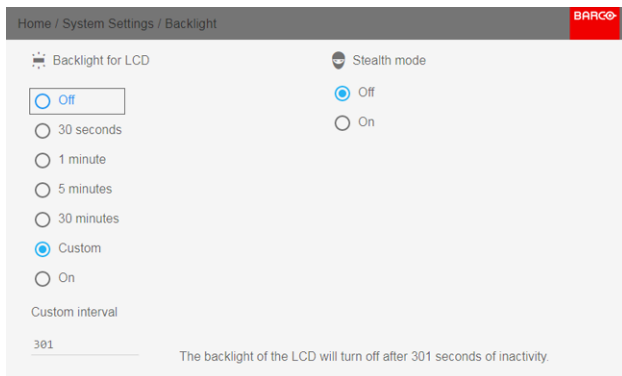 Home / System Settings / Backlight
BARCO
Backlight for LCD
Off
30 seconds
1 minute
5 minutes
30 minutes
Custom
On
Custom interval
301
Stealth mode
Off
On
The backlight of the LCD will turn off after 301 seconds of inactivity.